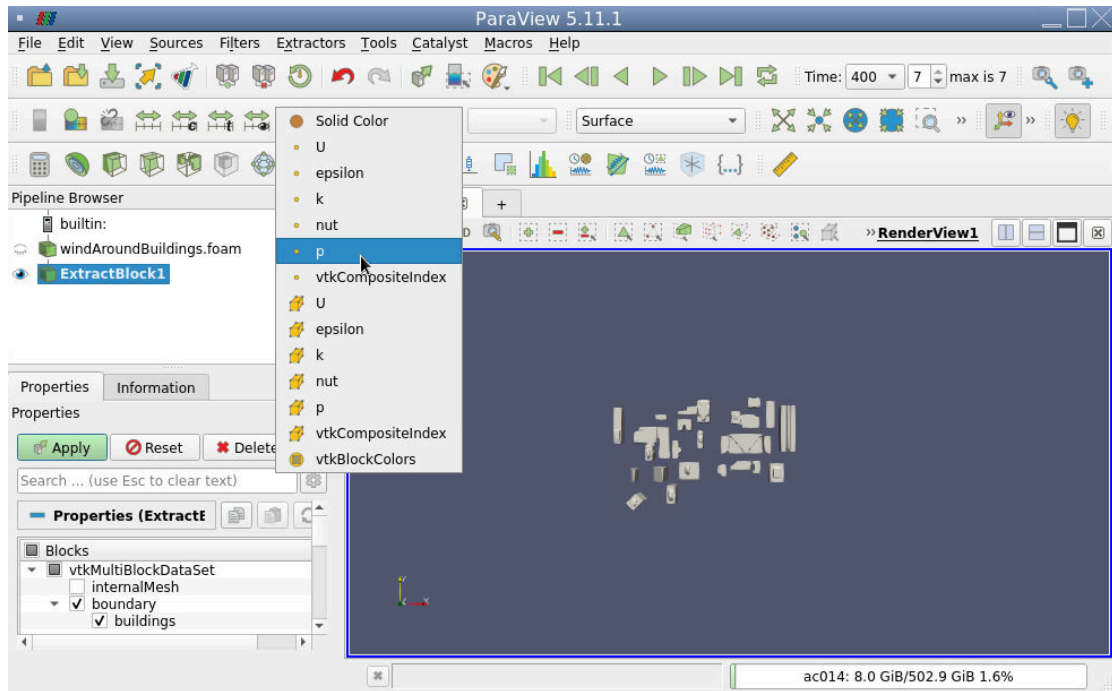 ParaView 5.11.1
File Edit View Sources Filters Extractors Tools Catalyst Macros Help
Time: 400 7 max is 7
Solid Color
Surface
U
epsilon
k
nut
p
vtkCompositeIndex
U
epsilon
k
nut
p
vtkCompositeIndex
vtkBlockColors
Pipeline Browser
builtin:
windAroundBuildings.foam
ExtractBlock1
+
D
» RenderView1
Properties Information
Properties
Apply Reset Delete
Search ... (use Esc to clear text)
Properties (Extract
Blocks
vtkMultiBlockDataSet
internalMesh
boundary
buildings
ac014: 8.0 GiB/502.9 GiB 1.6%